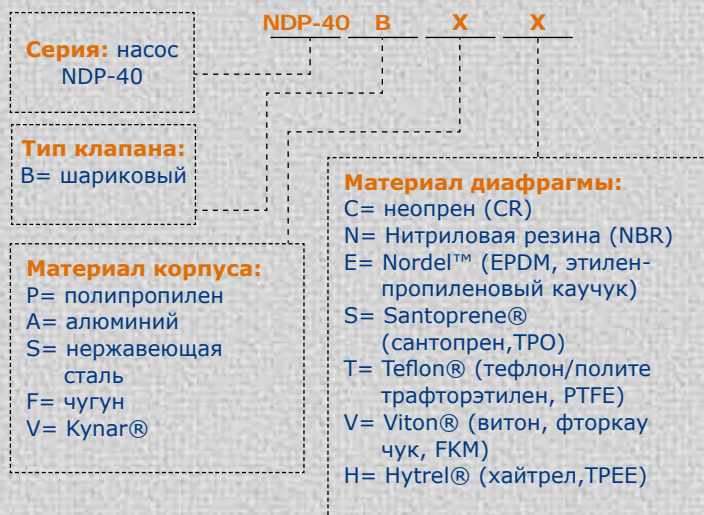 NDP-40 B X X
Серия: насос
NDP-40
Тип клапана:
B= шариковый
Материал корпуса:
P= полипропилен
A= алюминий
S= нержавеющая
сталь
F= чугун
V= Kynar®
Материал диафрагмы:
C= неопрен (CR)
N= Нитриловая резина (NBR)
E= Nordel™ (EPDM, этилен-
пропиленовый каучук)
S= Santoprene®
(сантопрен,TPO)
T= Teflon® (тефлон/полите
трафторэтилен, PTFE)
V= Viton® (витон, фторкау
чук, FKM)
H= Hytrel® (хайтрел,TPEE)